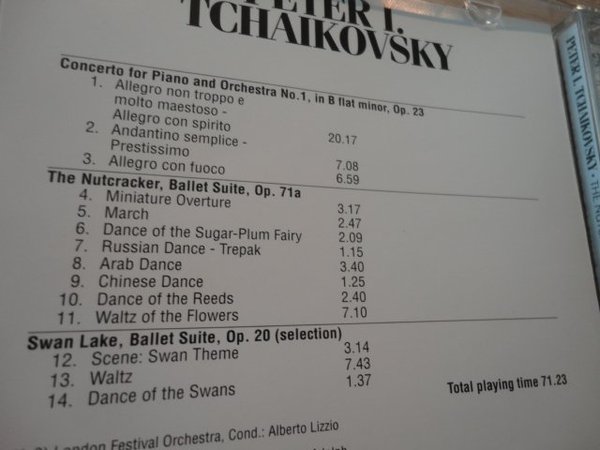 PETER I.
TCHAIKOVSKY
Concerto for Piano and Orchestra No.1, in B flat minor, Op. 23
1. Allegro non troppo e
molto maestoso -
Allegro con spirito 20.17
2. Andantino semplice -
Prestissimo 7.08
3. Allegro con fuoco 6.59
The Nutcracker, Ballet Suite, Op. 71a
4. Miniature Overture 3.17
5. March 2.47
6. Dance of the Sugar-Plum Fairy 2.09
7. Russian Dance - Trepak 1.15
8. Arab Dance 3.40
9. Chinese Dance 1.25
10. Dance of the Reeds 2.40
11. Waltz of the Flowers 7.10
Swan Lake, Ballet Suite, Op. 20 (selection)
12. Scene: Swan Theme 3.14
13. Waltz 7.43
14. Dance of the Swans 1.37
Total playing time 71.23
London Festival Orchestra, Cond.: Alberto Lizzio
PETER I. TCHAIKOVSKY · THE